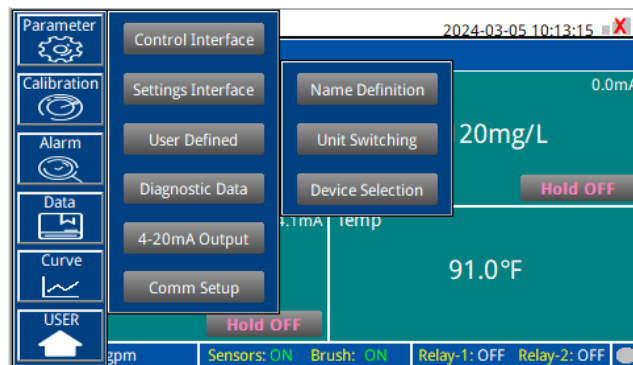 Parameter
Calibration
Alarm
Data
Curve
USER
Control Interface
Settings Interface
User Defined
Diagnostic Data
4-20mA Output
Comm Setup
Name Definition
Unit Switching
Device Selection
2024-03-05 10:13:15
0.0mA
20mg/L
Hold OFF
Temp
91.0°F
Hold OFF
gpm
Sensors: ON Brush: ON
Relay-1: OFF Relay-2: OFF